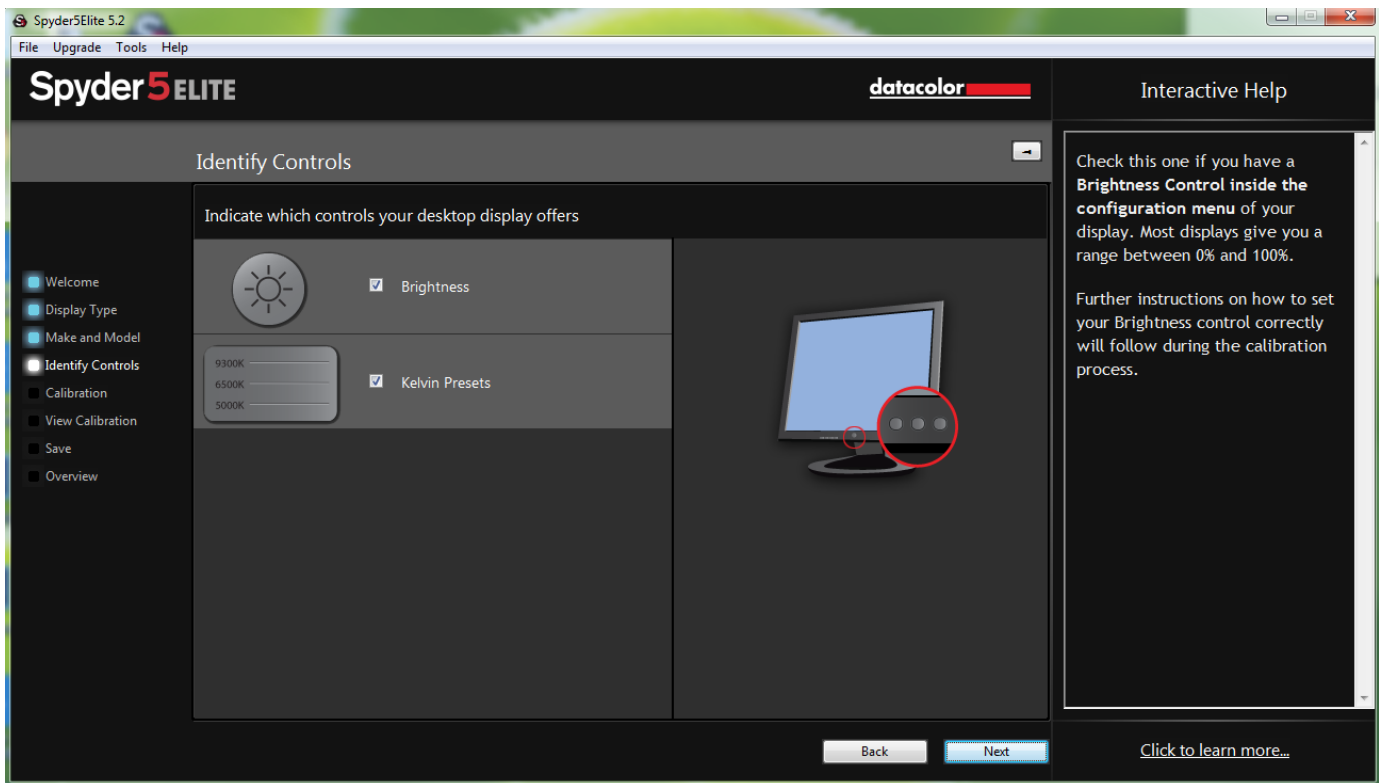 Spyder5Elite 5.2
File Upgrade Tools Help
Spyder5ELITE
datacolor
Interactive Help
Identify Controls
Indicate which controls your desktop display offers
Welcome
Display Type
Make and Model
Identify Controls
Calibration
View Calibration
Save
Overview
Brightness
9300K
6500K
5000K
Kelvin Presets
Check this one if you have a
Brightness Control inside the
configuration menu of your
display. Most displays give you a
range between 0% and 100%.
Further instructions on how to set
your Brightness control correctly
will follow during the calibration
process.
Back
Next
Click to learn more...